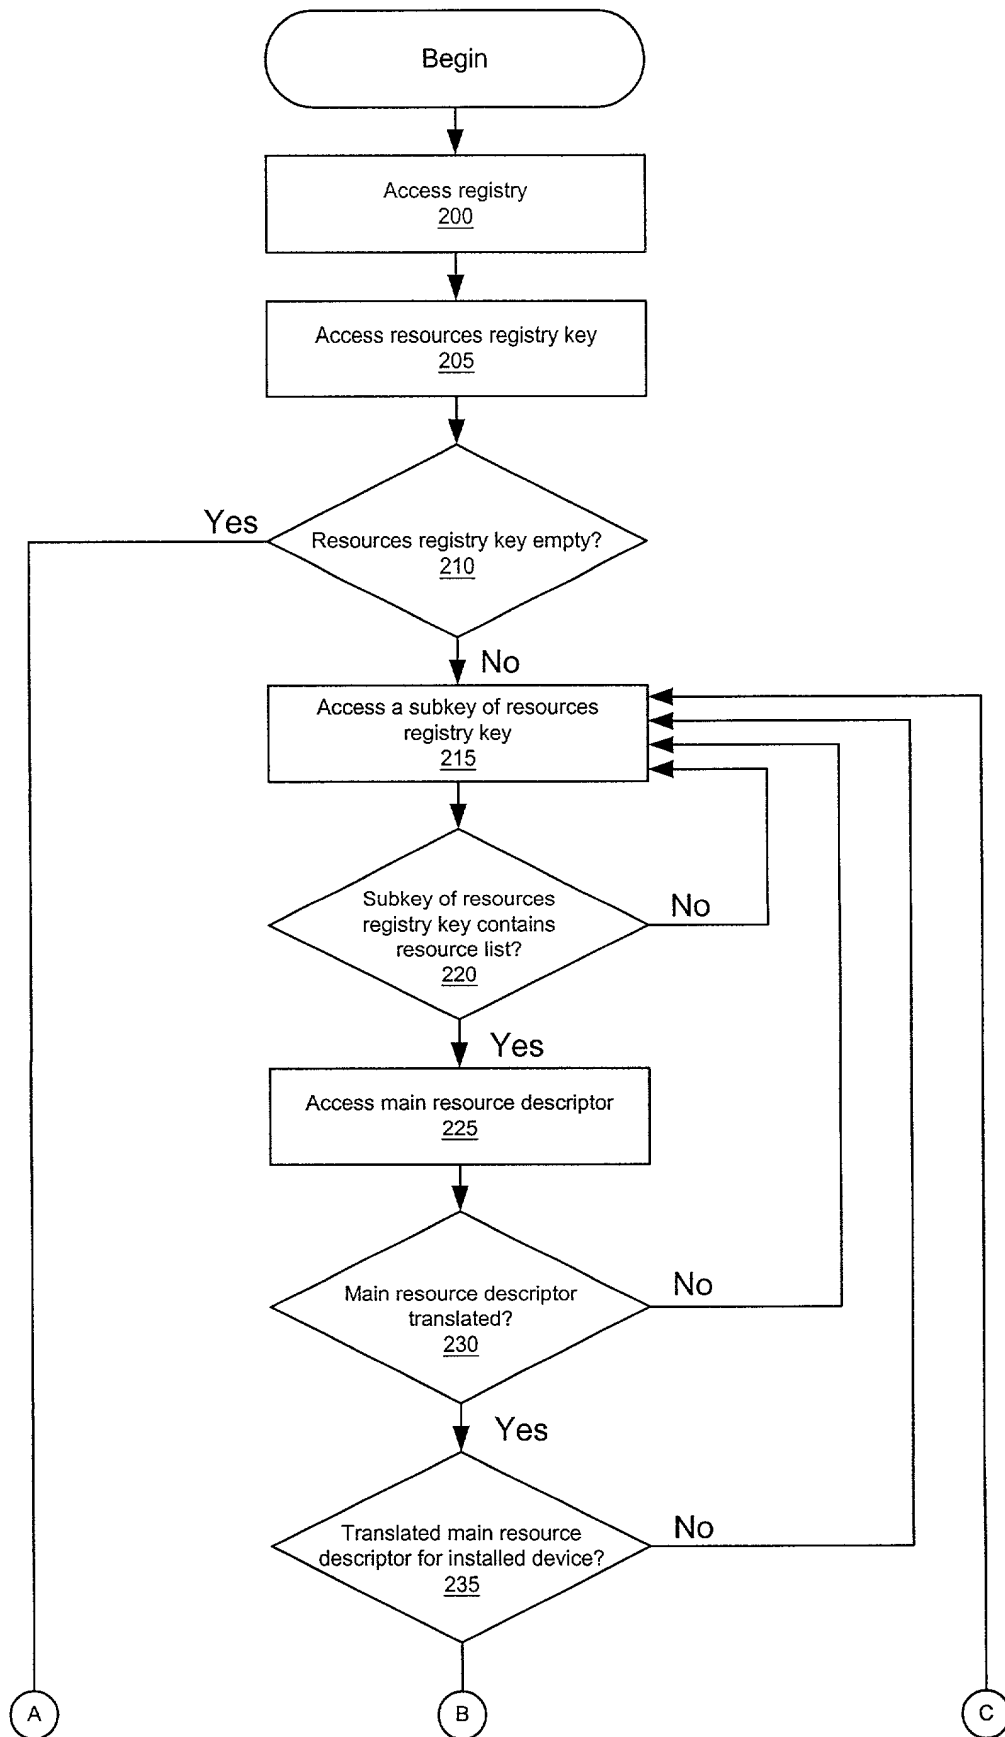 Begin
Access registry
200
Access resources registry key
205
Yes
Resources registry key empty?
210
No
Access a subkey of resources
registry key
215
Subkey of resources
registry key contains
resource list?
220
No
Yes
Access main resource descriptor
225
Main resource descriptor
translated?
230
No
Yes
Translated main resource
descriptor for installed device?
235
No
A
B
C